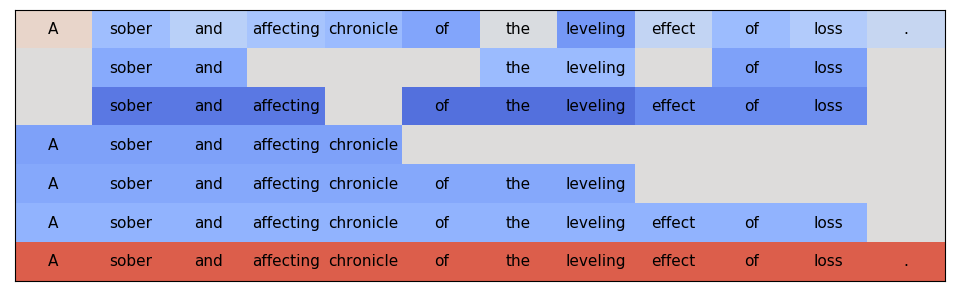 A sober and affecting chronicle of the leveling effect of loss .
sober and the leveling of loss
sober and affecting of the leveling effect of loss
A sober and affecting chronicle
A sober and affecting chronicle of the leveling
A sober and affecting chronicle of the leveling effect of loss
A sober and affecting chronicle of the leveling effect of loss .